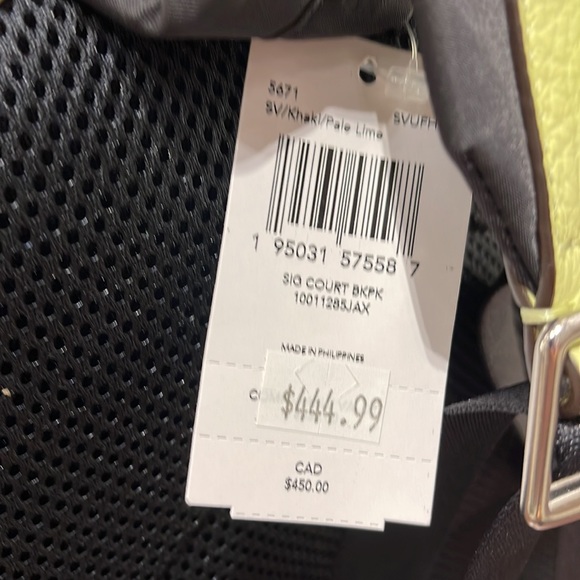 5671
SV/Khaki/Pale Lime SVUFH
1 95031 57558 7
SIG COURT BKPK
10011285JAX
MADE IN PHILIPPINES
$444.99
CAD
$450.00